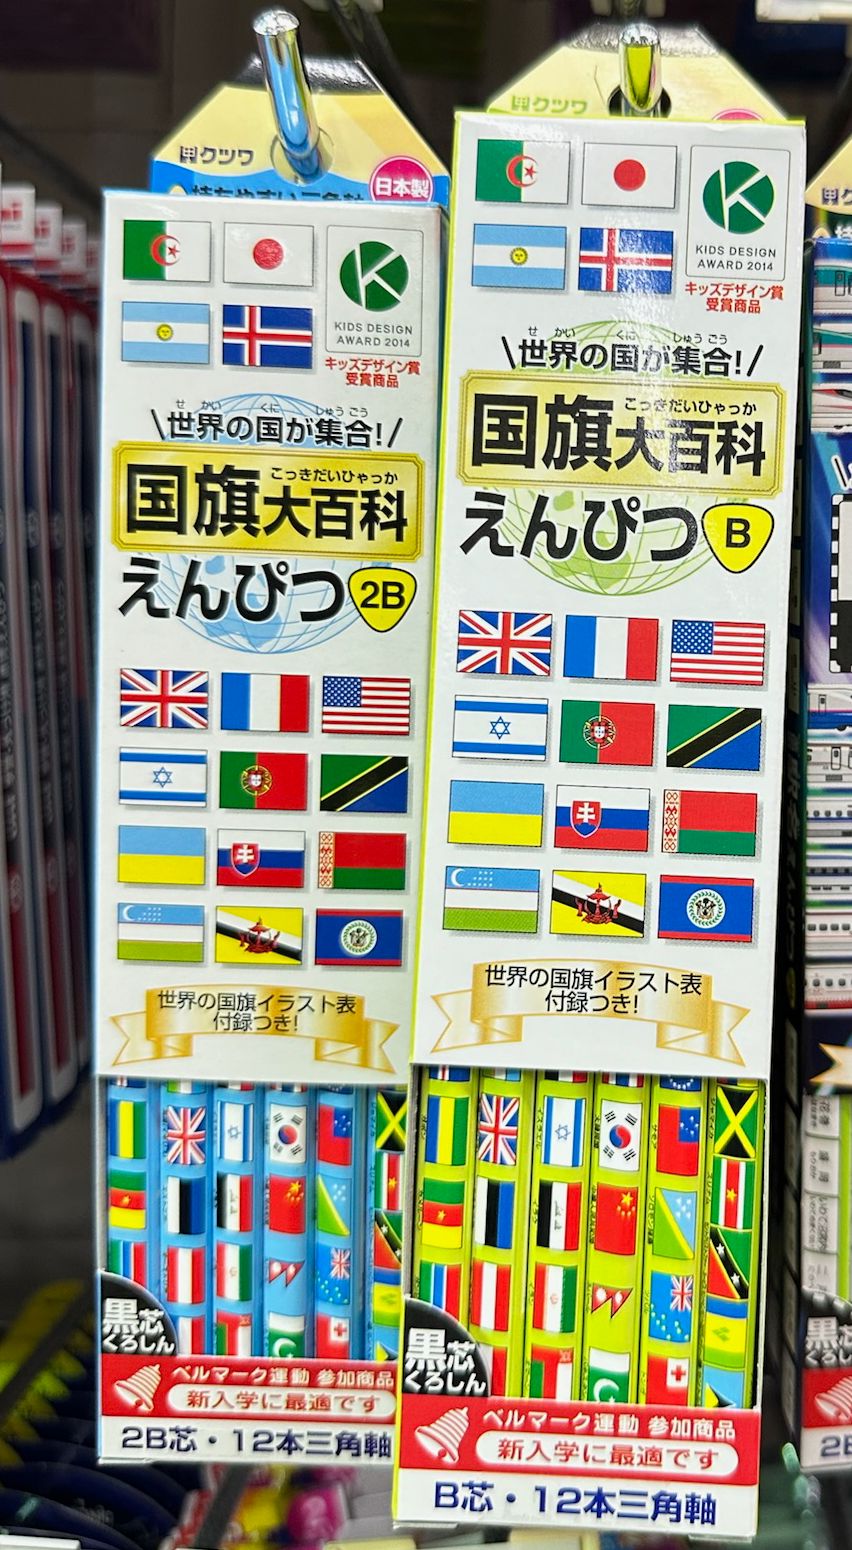 クツワ
日本製
KIDS DESIGN
AWARD 2014
キッズデザイン賞
受賞商品
せかい くに しゅうごう
\世界の国が集合!/
こっきだいひゃっか
国旗大百科
えんぴつ 2B
世界の国旗イラスト表
付録つき!
黒芯
くろしん
ベルマーク運動 参加商品
新入学に最適です
2B芯・12本三角軸
クツワ
KIDS DESIGN
AWARD 2014
キッズデザイン賞
受賞商品
せかい くに しゅうごう
\世界の国が集合!/
こっきだいひゃっか
国旗大百科
えんぴつ B
世界の国旗イラスト表
付録つき!
黒芯
くろしん
ベルマーク運動 参加商品
新入学に最適です
B芯・12本三角軸